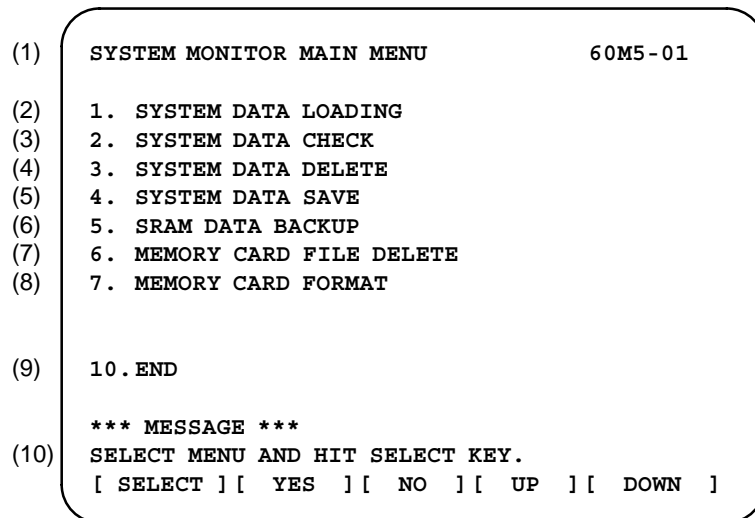 (1) SYSTEM MONITOR MAIN MENU 60M5-01
(2) 1. SYSTEM DATA LOADING
(3) 2. SYSTEM DATA CHECK
(4) 3. SYSTEM DATA DELETE
(5) 4. SYSTEM DATA SAVE
(6) 5. SRAM DATA BACKUP
(7) 6. MEMORY CARD FILE DELETE
(8) 7. MEMORY CARD FORMAT
(9) 10.END
*** MESSAGE ***
(10) SELECT MENU AND HIT SELECT KEY.
[ SELECT ][ YES ][ NO ][ UP ][ DOWN ]